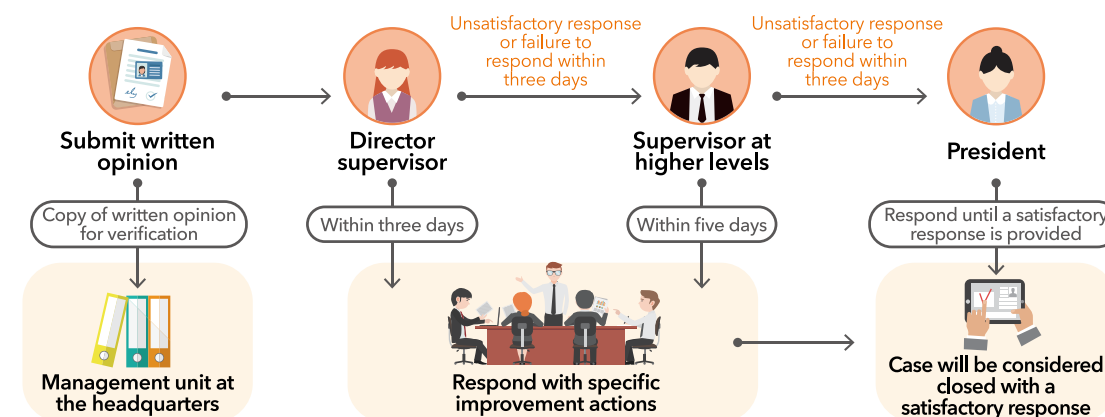 Unsatisfactory response
or failure to
respond within
three days
Unsatisfactory response
or failure to
respond within
three days
Submit written
opinion
Director
supervisor
Supervisor at
higher levels
President
Copy of written opinion
for verification
Within three days
Within five days
Respond until a satisfactory
response is provided
Management unit at
the headquarters
Respond with specific
improvement actions
Case will be considered
closed with a
satisfactory response